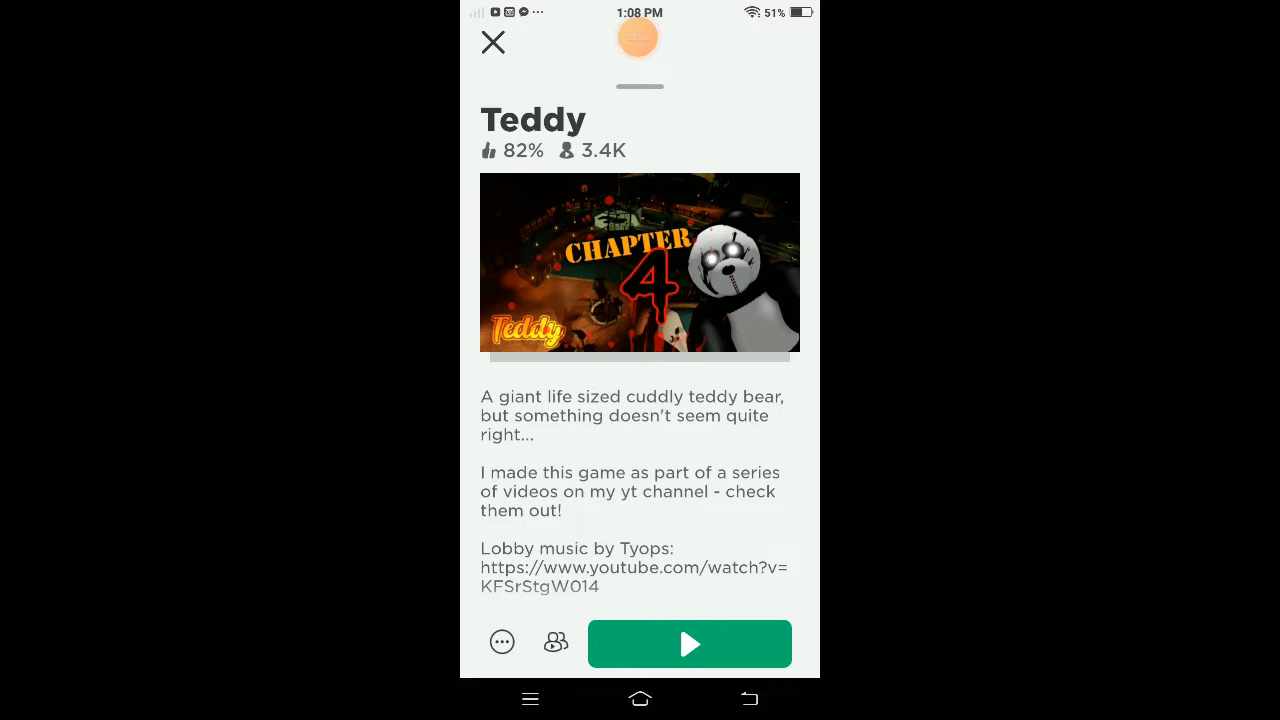 1:08 PM
51%
Teddy
82% 3.4K
CHAPTER
4
Teddy
A giant life sized cuddly teddy bear,
but something doesn't seem quite
right...
I made this game as part of a series
of videos on my yt channel - check
them out!
Lobby music by Tyops:
https://www.youtube.com/watch?v=
KFSrStgW014